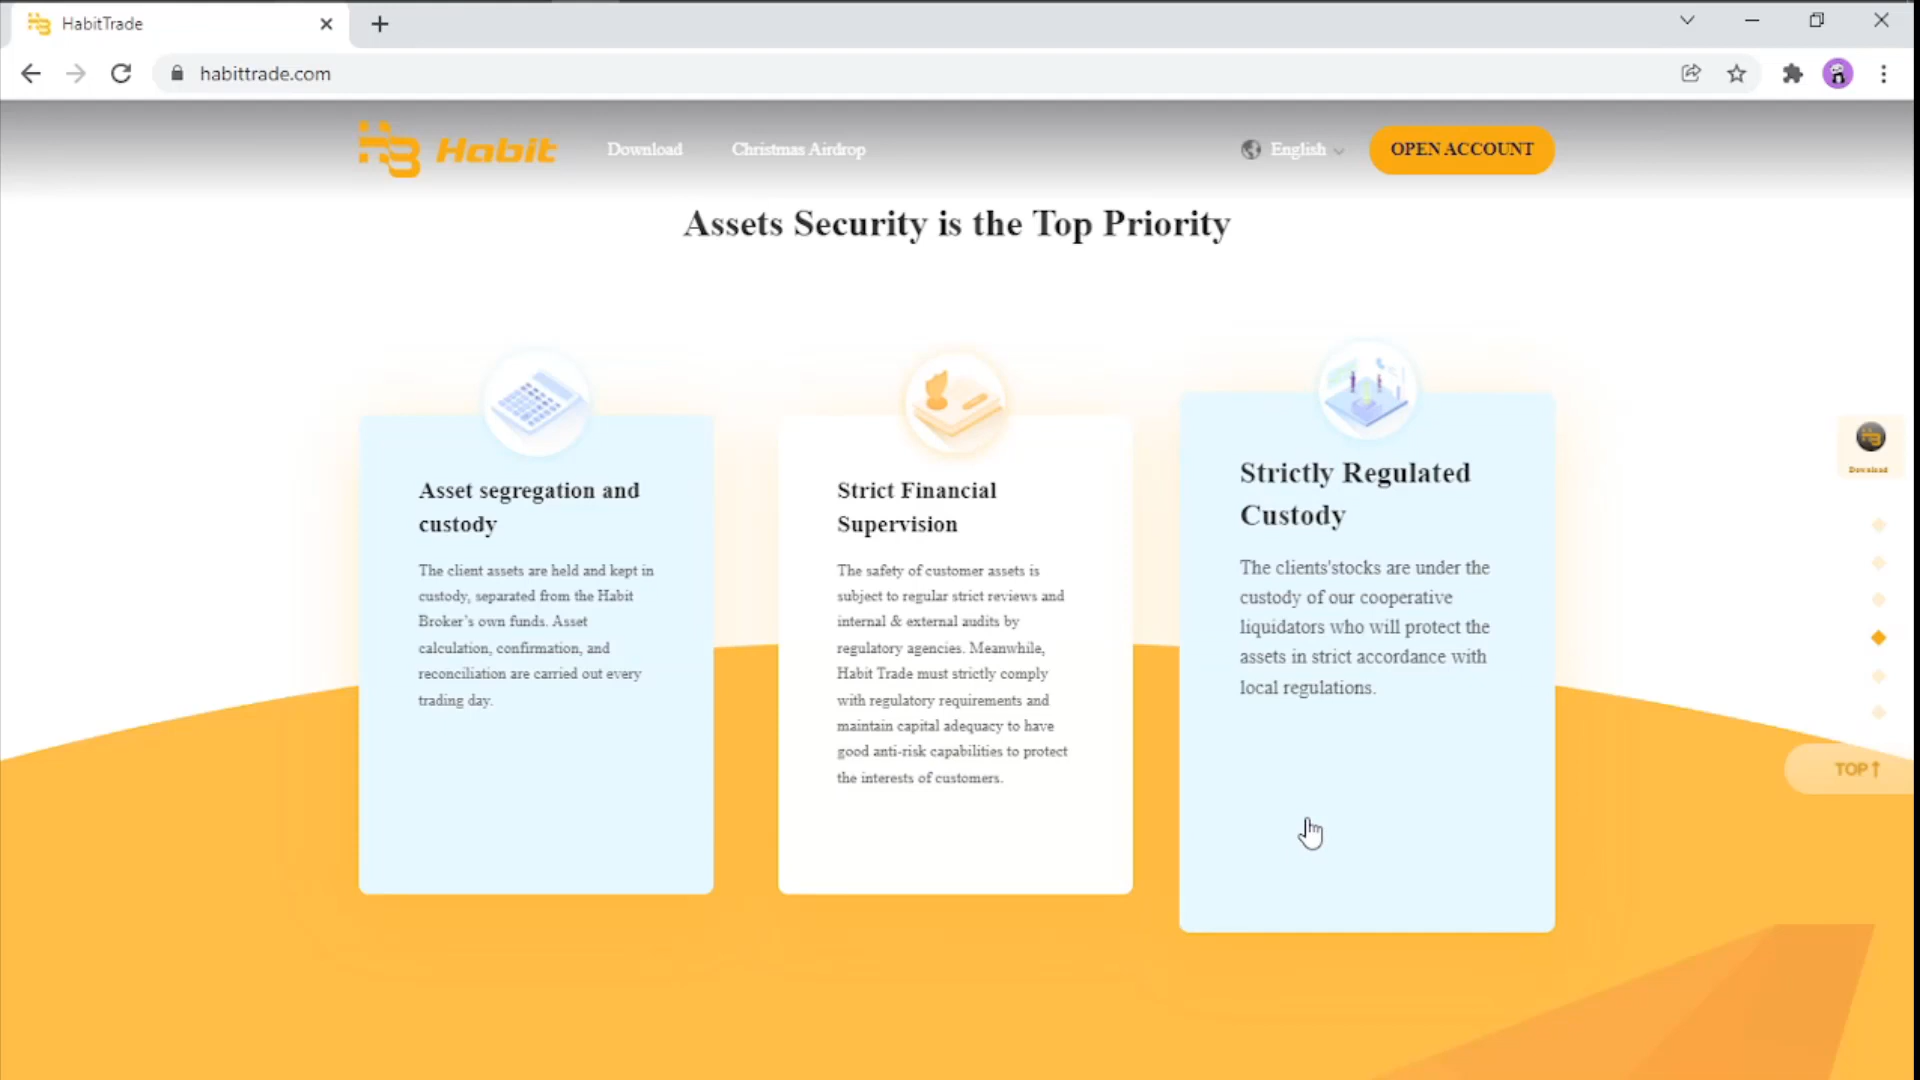 HabitTrade
habittrade.com
Habit
Download
Christmas Airdrop
English
OPEN ACCOUNT
Assets Security is the Top Priority
Asset segregation and
custody
The client assets are held and kept in
custody, separated from the Habit
Broker's own funds. Asset
calculation, confirmation, and
reconciliation are carried out every
trading day.
Strict Financial
Supervision
The safety of customer assets is
subject to regular strict reviews and
internal & external audits by
regulatory agencies. Meanwhile,
Habit Trade must strictly comply
with regulatory requirements and
maintain capital adequacy to have
good anti-risk capabilities to protect
the interests of customers.
Strictly Regulated
Custody
The clients'stocks are under the
custody of our cooperative
liquidators who will protect the
assets in strict accordance with
local regulations.
Download
TOP↑